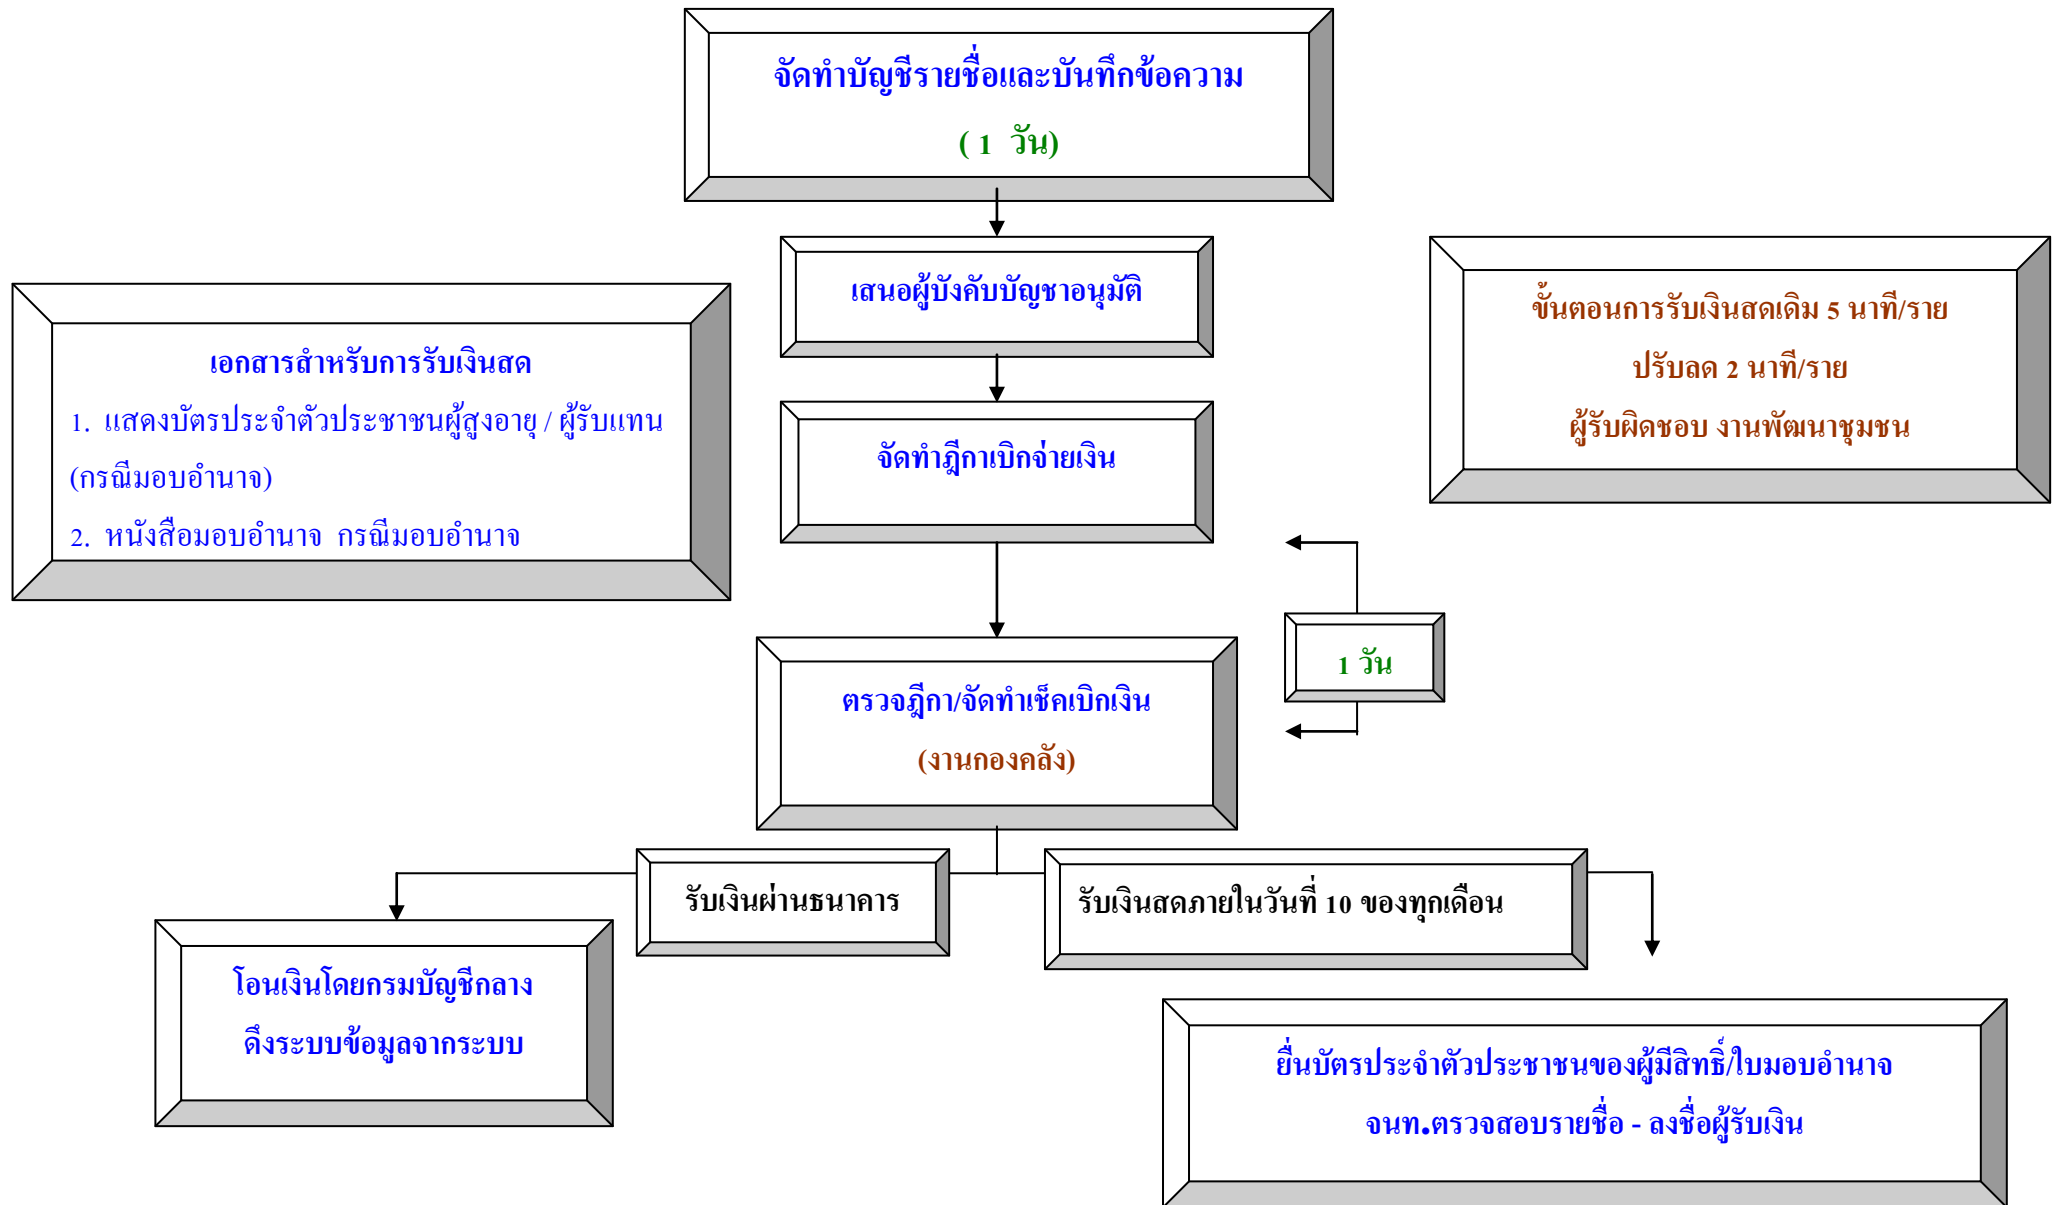 จัดทำบัญชีรายชื่อและบันทึกข้อความ
( 1 วัน)
เสนอผู้บังคับบัญชาอนุมัติ
เอกสารสำหรับการรับเงินสด
1. แสดงบัตรประจำตัวประชาชนผู้สูงอายุ / ผู้รับแทน
(กรณีมอบอำนาจ)
2. หนังสือมอบอำนาจ กรณีมอบอำนาจ
ขั้นตอนการรับเงินสดเดิม 5 นาที/ราย
ปรับลด 2 นาที/ราย
ผู้รับผิดชอบ งานพัฒนาชุมชน
จัดทำฎีกาเบิกจ่ายเงิน
1 วัน
ตรวจฎีกา/จัดทำเช็คเบิกเงิน
(งานกองคลัง)
รับเงินผ่านธนาคาร
รับเงินสดภายในวันที่ 10 ของทุกเดือน
โอนเงินโดยกรมบัญชีกลาง
ดึงระบบข้อมูลจากระบบ
ยื่นบัตรประจำตัวประชาชนของผู้มีสิทธิ์/ใบมอบอำนาจ
จนท.ตรวจสอบรายชื่อ - ลงชื่อผู้รับเงิน